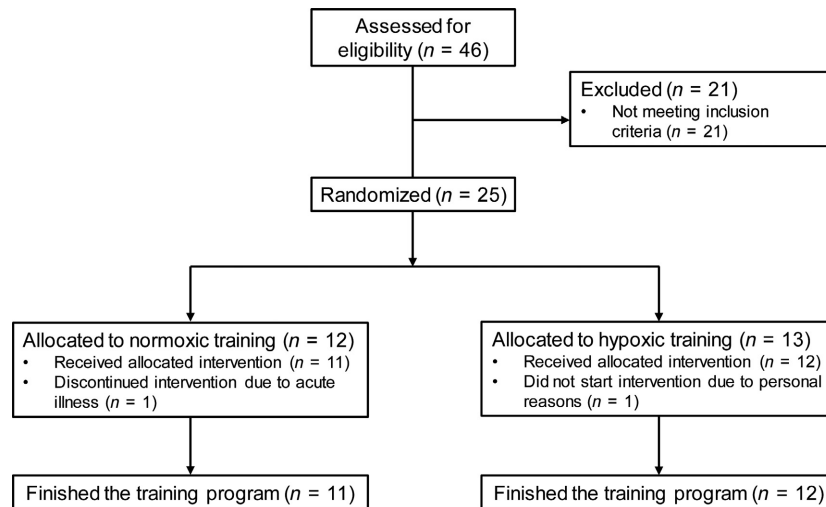 Assessed for
eligibility (n = 46)
Excluded (n = 21)
• Not meeting inclusion
criteria (n = 21)
Randomized (n = 25)
Allocated to normoxic training (n = 12)
• Received allocated intervention (n = 11)
• Discontinued intervention due to acute
illness (n = 1)
Allocated to hypoxic training (n = 13)
• Received allocated intervention (n = 12)
• Did not start intervention due to personal
reasons (n = 1)
Finished the training program (n = 11)
Finished the training program (n = 12)